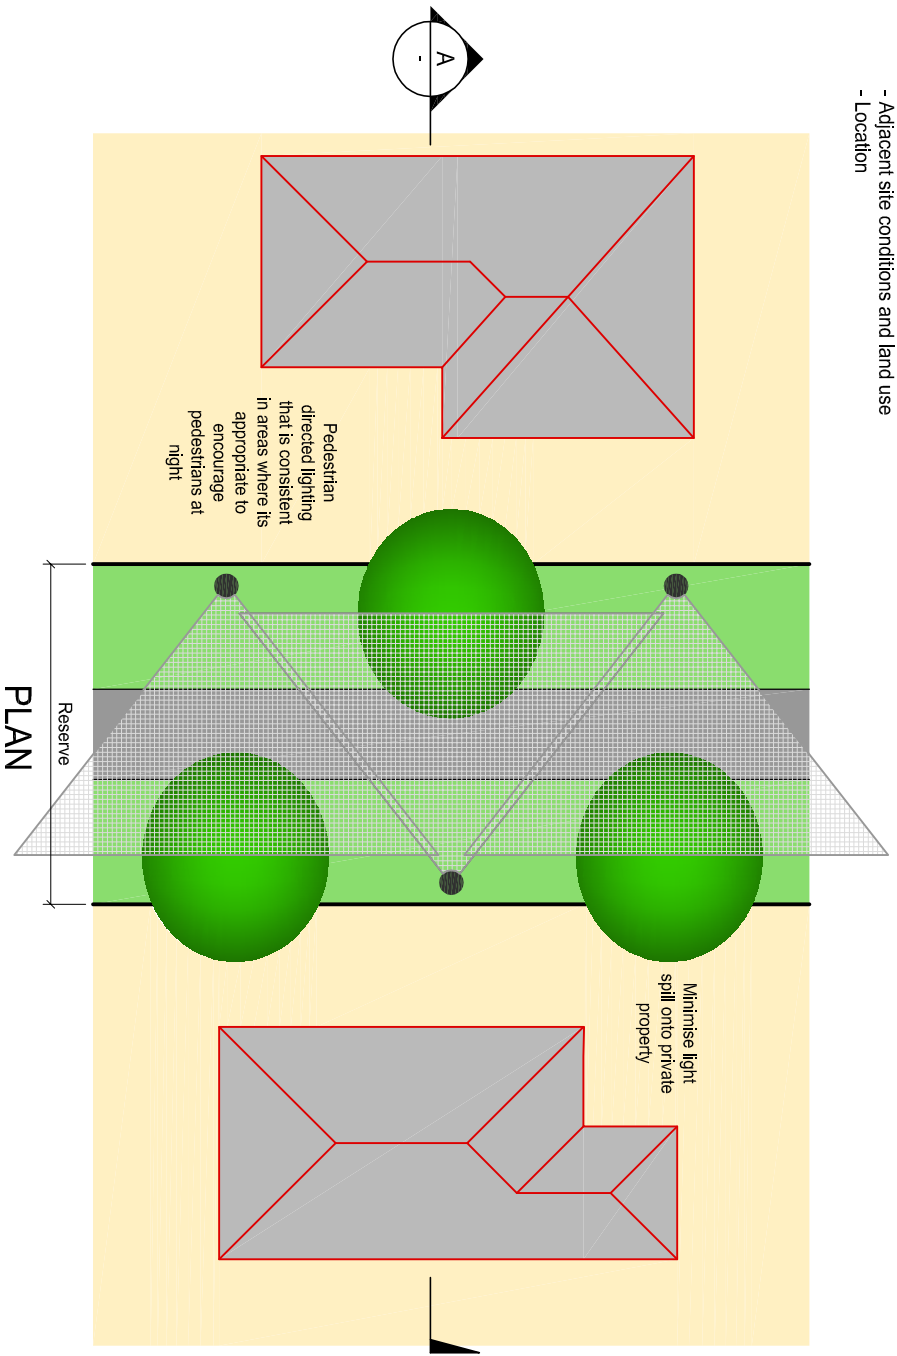 - Adjacent site conditions and land use
- Location
A
-
Pedestrian
directed lighting
that is consistent
in areas where its
appropriate to
encourage
pedestrians at
night
Minimise light
spill onto private
property
Reserve
PLAN